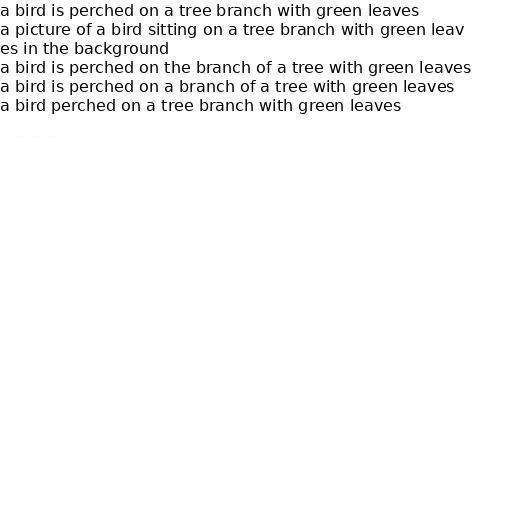 a bird is perched on a tree branch with green leaves
a picture of a bird sitting on a tree branch with green leav
es in the background
a bird is perched on the branch of a tree with green leaves
a bird is perched on a branch of a tree with green leaves
a bird perched on a tree branch with green leaves